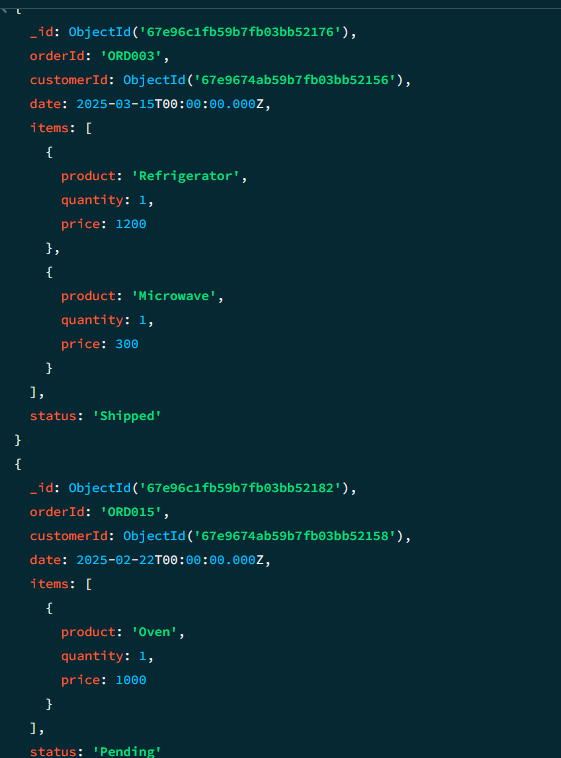 {
_id: ObjectId('67e96c1fb59b7fb03bb52176'),
orderId: 'ORD003',
customerId: ObjectId('67e9674ab59b7fb03bb52156'),
date: 2025-03-15T00:00:00.000Z,
items: [
{
product: 'Refrigerator',
quantity: 1,
price: 1200
},
{
product: 'Microwave',
quantity: 1,
price: 300
}
],
status: 'Shipped'
}
{
_id: ObjectId('67e96c1fb59b7fb03bb52182'),
orderId: 'ORD015',
customerId: ObjectId('67e9674ab59b7fb03bb52158'),
date: 2025-02-22T00:00:00.000Z,
items: [
{
product: 'Oven',
quantity: 1,
price: 1000
}
],
status: 'Pending'